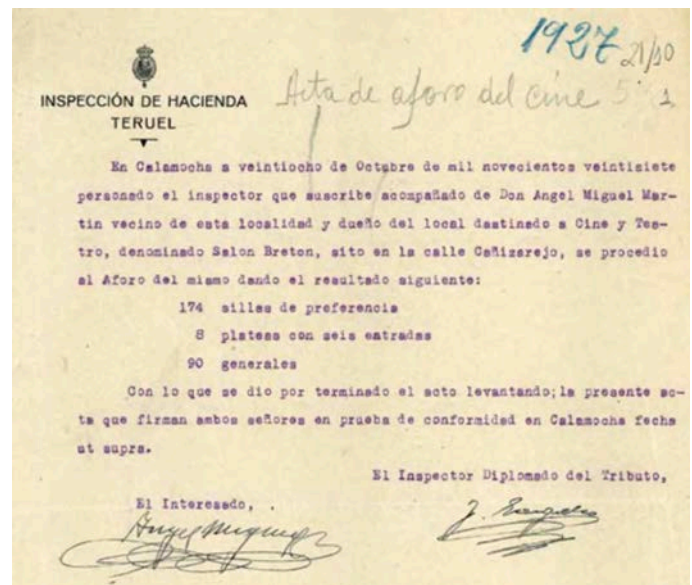 1927 21/10
Acta de aforo del cine
INSPECCIÓN DE HACIENDA
TERUEL
En Calamocha a veintiocho de Octubre de mil novecientos veintisiete
personado el inspector que suscribe acompañado de Don Angel Miguel Mar-
tin vecino de esta localidad y dueño del local destinado a Cine y Tea-
tro, denominado Salon Breton, sito en la calle Cañizarejo, se procedio
al Aforo del mismo dando el resultado siguiente:
174 sillas de preferencia
8 plateas con seis entradas
90 generales
Con lo que se dio por terminado el acto levantando;la presente ac-
ta que firman ambos señores en prueba de conformidad en Calamocha fecha
ut supra.
El Inspector Diplomado del Tributo,
El Interesado,
Angel Miguel